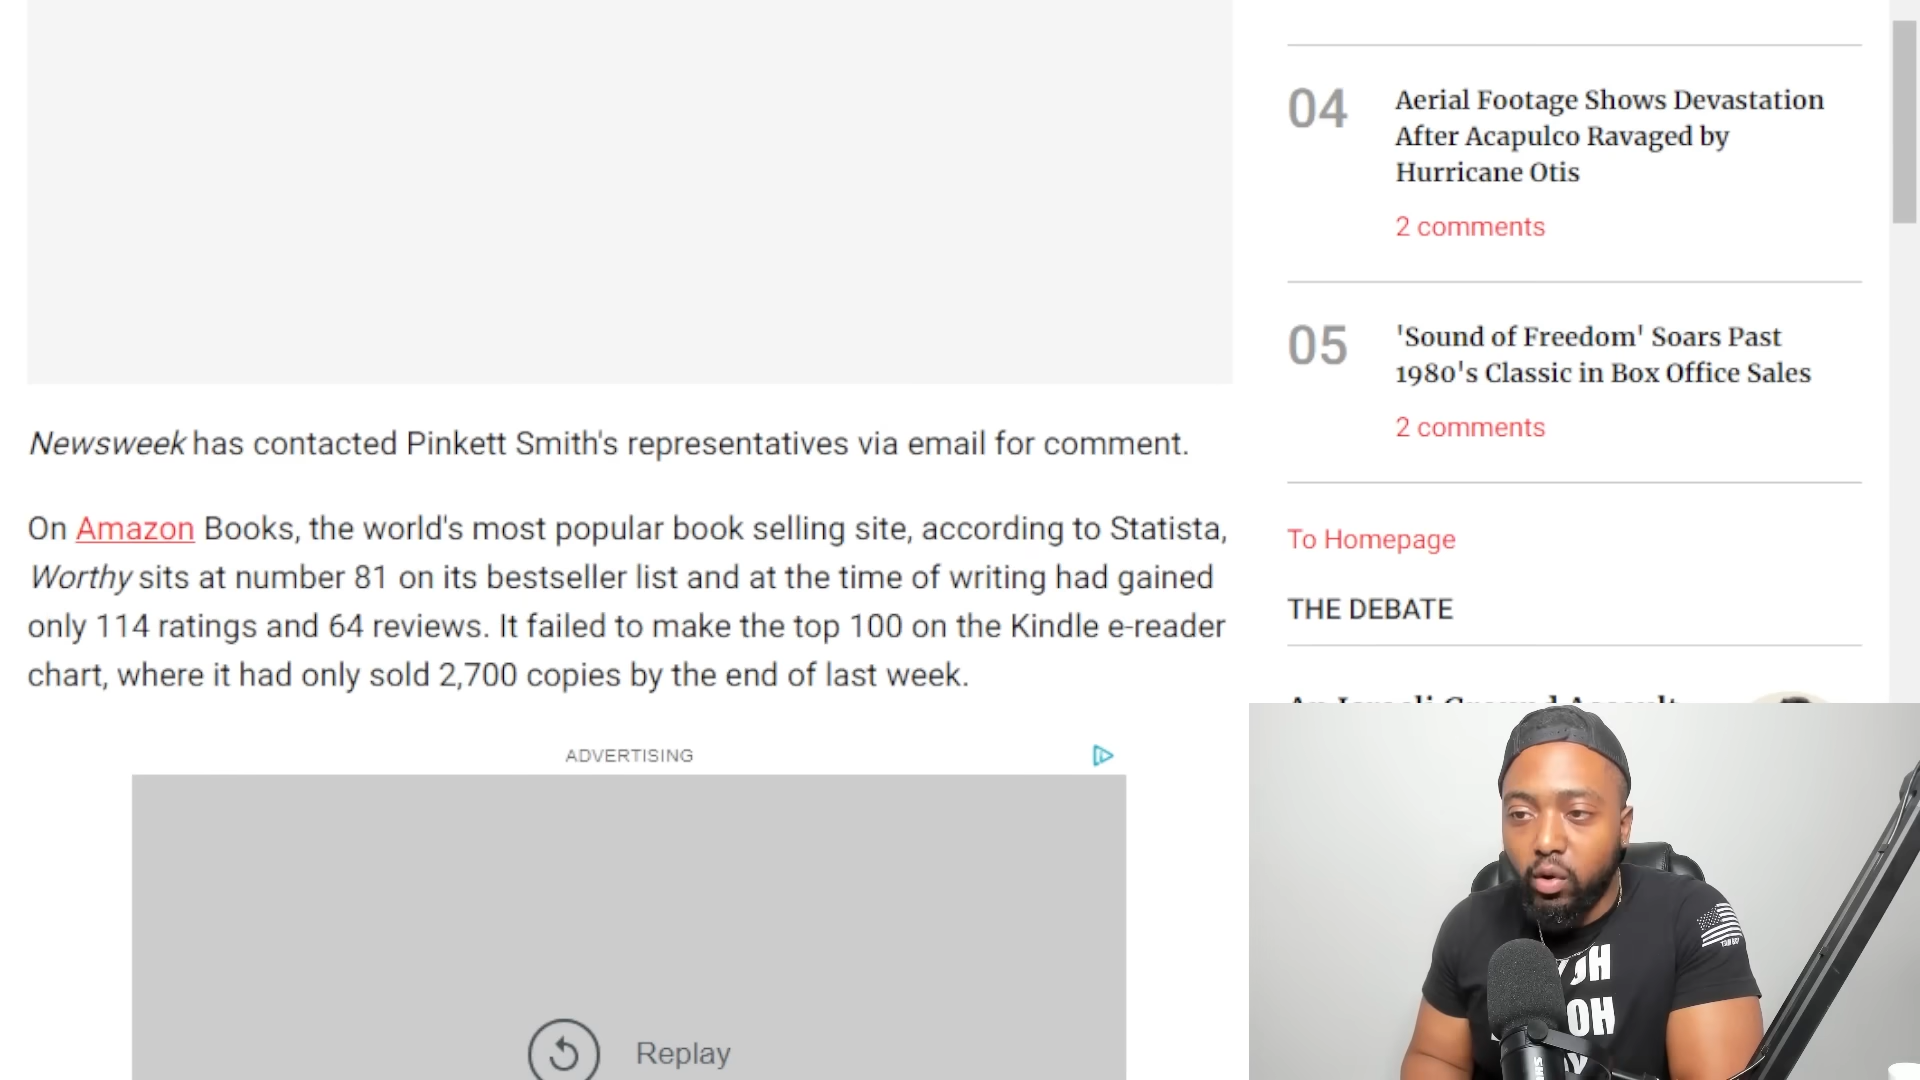 Newsweek has contacted Pinkett Smith's representatives via email for comment.
On Amazon Books, the world's most popular book selling site, according to Statista,
Worthy sits at number 81 on its bestseller list and at the time of writing had gained
only 114 ratings and 64 reviews. It failed to make the top 100 on the Kindle e-reader
chart, where it had only sold 2,700 copies by the end of last week.
ADVERTISING
Replay
04
Aerial Footage Shows Devastation
After Acapulco Ravaged by
Hurricane Otis
2 comments
05
'Sound of Freedom' Soars Past
1980's Classic in Box Office Sales
2 comments
To Homepage
THE DEBATE
An Israeli Ground Assault